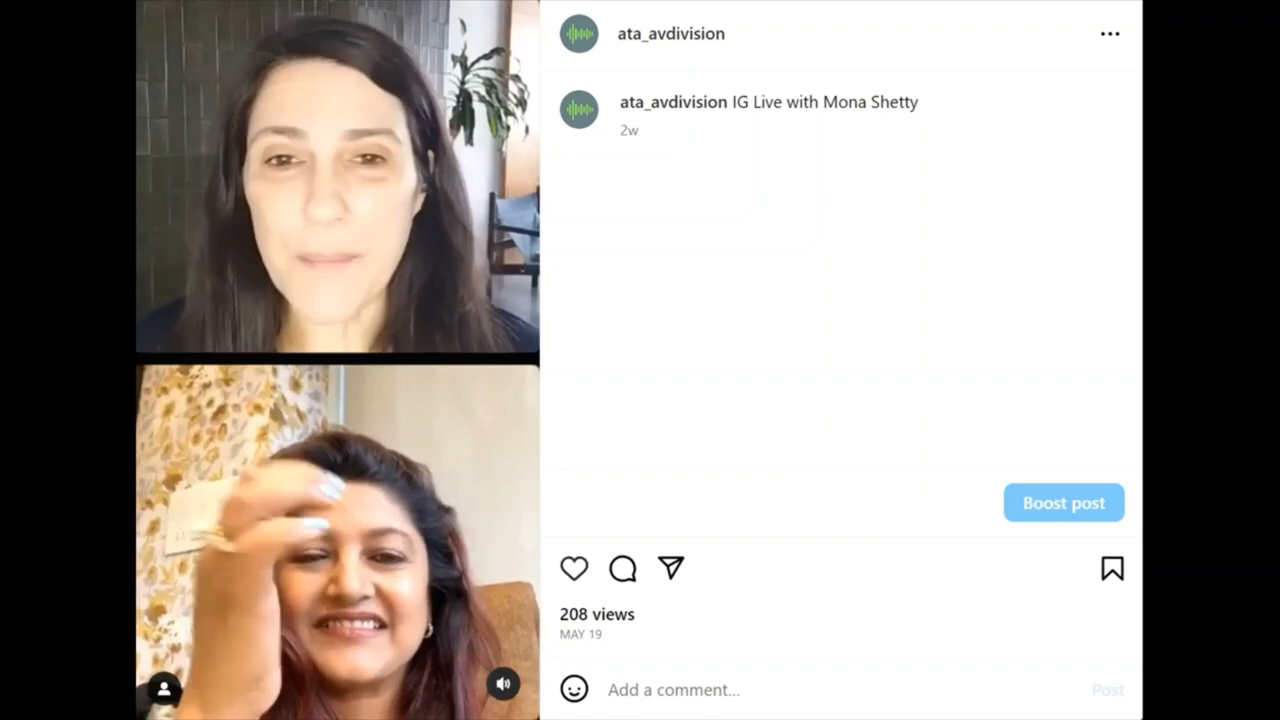 ata_avdivision
ata_avdivision IG Live with Mona Shetty
2w
Boost post
208 views
MAY 19
Add a comment...
Post